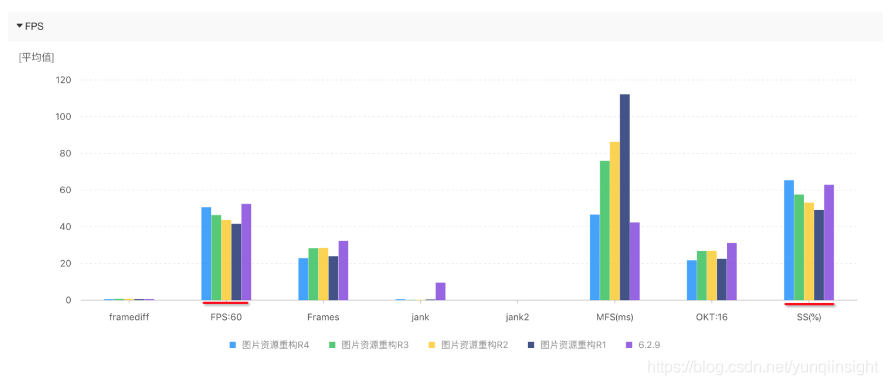 FPS
[平均值]
120
100
80
60
40
20
0
framediff FPS:60 Frames jank jank2 MFS(ms) OKT:16 SS(%)
图片资源重构R4 图片资源重构R3 图片资源重构R2 图片资源重构R1 6.2.9
https://blog.csdn.net/yunqiinsight